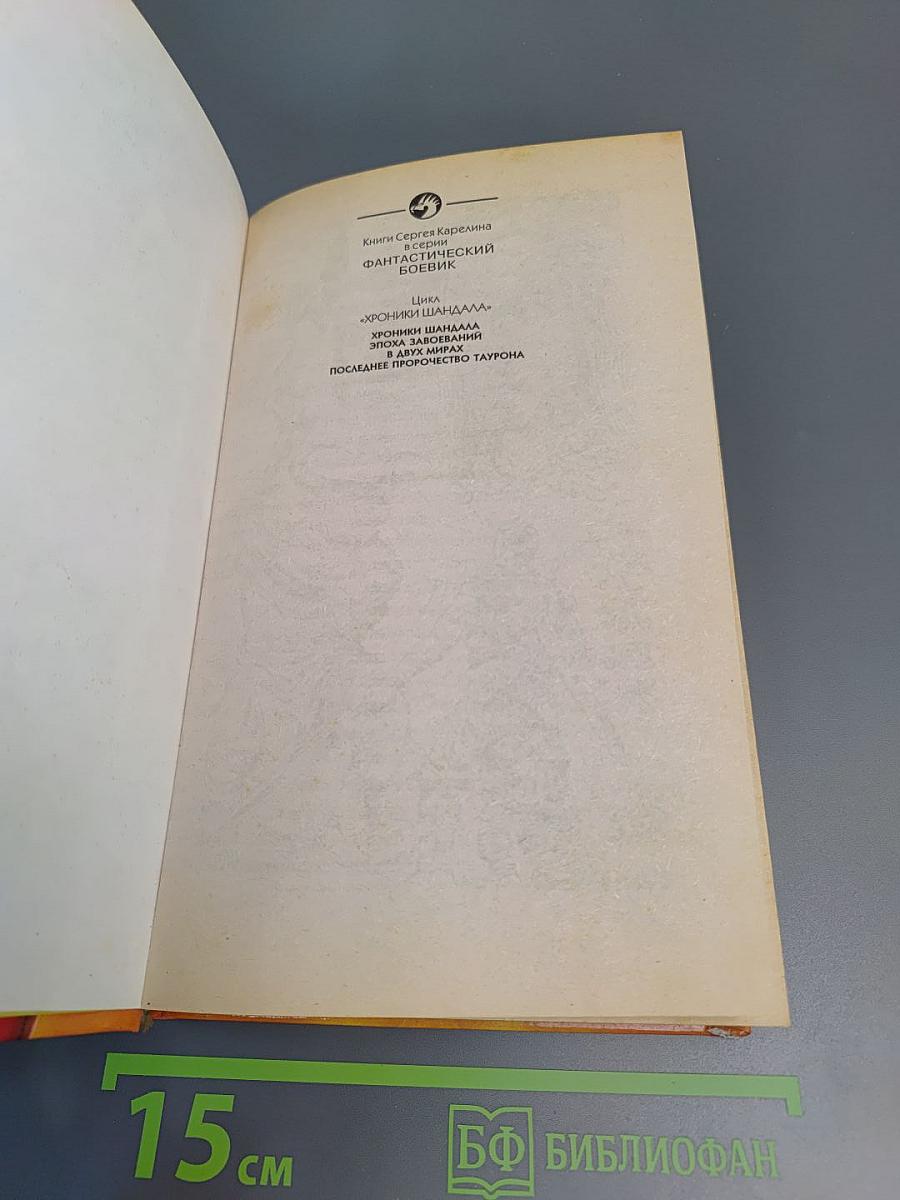 Книги Сергея Карелина
в серии
ФАНТАСТИЧЕСКИЙ
БОЕВИК
Цикл
«ХРОНИКИ ШАНДАЛА»
ХРОНИКИ ШАНДАЛА
ЭПОХА ЗАВОЕВАНИЙ
В ДВУХ МИРАХ
ПОСЛЕДНЕЕ ПРОРОЧЕСТВО ТАУРОНА
15 см
БФ БИБЛИОФАН